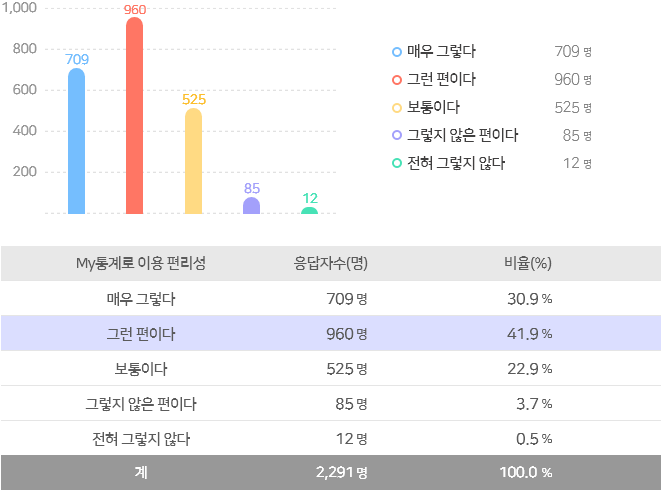 1,000
800
600
400
200
709
960
525
85
12
매우 그렇다 709 명
그런 편이다 960 명
보통이다 525 명
그렇지 않은 편이다 85 명
전혀 그렇지 않다 12 명
My통계로 이용 편리성 응답자수(명) 비율(%)
매우 그렇다 709 명 30.9 %
그런 편이다 960 명 41.9 %
보통이다 525 명 22.9 %
그렇지 않은 편이다 85 명 3.7 %
전혀 그렇지 않다 12 명 0.5 %
계 2,291 명 100.0 %